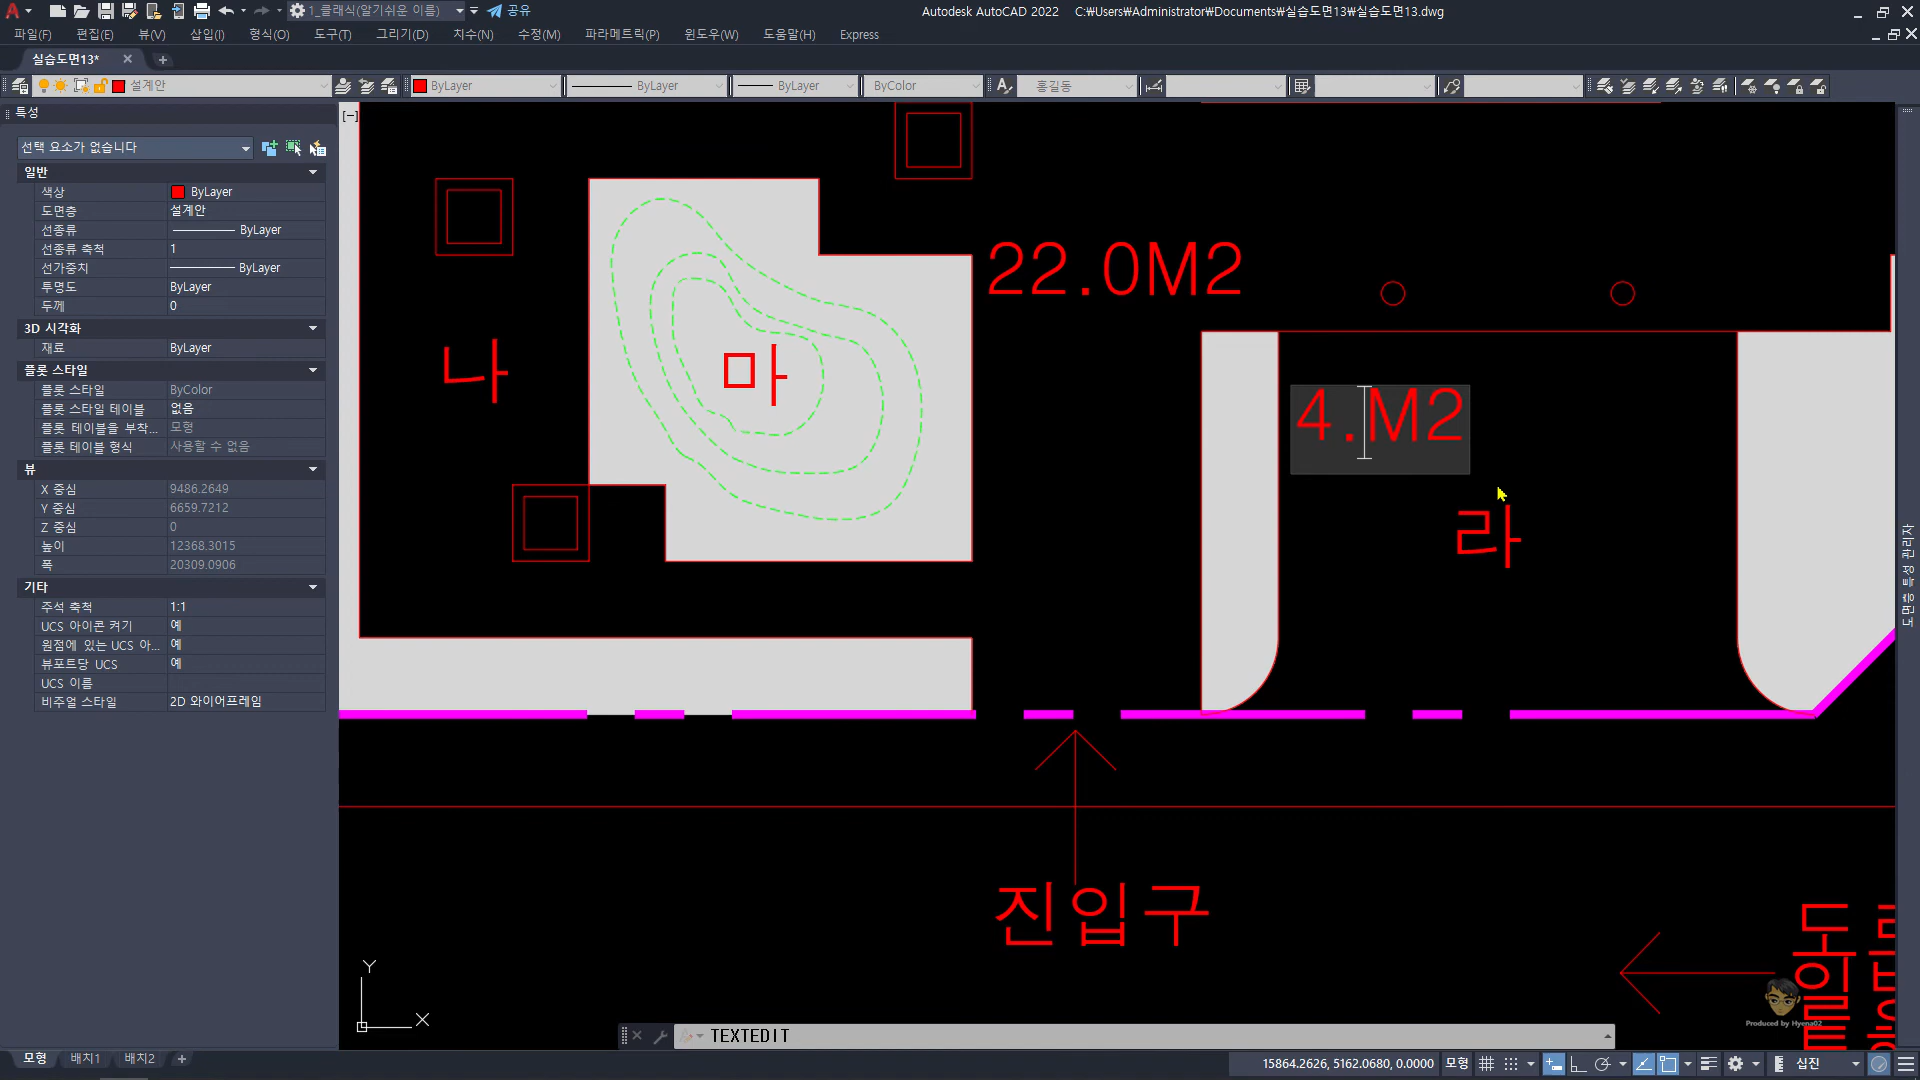 1_클래식(알기쉬운 이름)
공유
Autodesk AutoCAD 2022 C:₩Users₩Administrator₩Documents₩실습도면13₩실습도면13.dwg
파일(F) 편집(E) 뷰(V) 삽입(I) 형식(O) 도구(T) 그리기(D) 치수(N) 수정(M) 파라메트릭(P) 윈도우(W) 도움말(H) Express
실습도면13*
설계안 ByLayer ByLayer ByLayer ByColor 홍길동
특성
선택 요소가 없습니다
일반
색상 ByLayer
도면층 설계안
선종류 ByLayer
선종류 축척 1
선가중치 ByLayer
투명도 ByLayer
두께 0
3D 시각화
재료 ByLayer
플롯 스타일
플롯 스타일 ByColor
플롯 스타일 테이블 없음
플롯 테이블을 부착... 모형
플롯 테이블 형식 사용할 수 없음
뷰
X 중심 9486.2649
Y 중심 6659.7212
Z 중심 0
높이 12368.3015
폭 20309.0906
기타
주석 축척 1:1
UCS 아이콘 켜기 예
원점에 있는 UCS 아... 예
뷰포트당 UCS 예
UCS 이름
비주얼 스타일 2D 와이어프레임
[-]
22.0M2
나
마
4.M2
라
진입구
Y
X
Produced by Hyena02
도면층 특성 관리자
TEXTEDIT
모형 배치1 배치2
15864.2626, 5162.0680, 0.0000 모형 십진